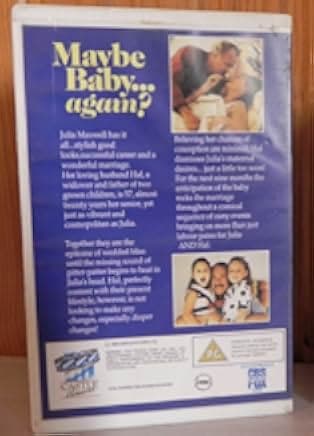 Maybe
Baby...
again?
Julia Maxwell has it
all...stylish good
looks, successful career and a
wonderful marriage.
Her loving husband Hal, a
widower and father of two
grown children, is 57, almost
twenty years her senior, yet
just as vibrant and
cosmopolitan as Julia.
Together they are the
epitome of wedded bliss
until the missing sound of
pitter patter begins to beat in
Julia's head. Hal, perfectly
content with their present
lifestyle, however, is not
looking to make any
changes, especially diaper
changes!
Believing her chances of
conception are minimal, Hal
dismisses Julia's maternal
desires... just a little too soon!
For the next nine months the
anticipation of the baby
rocks the marriage
throughout a comical
sequence of zany events
bringing on more than just
labour pains for Julia
AND Hal.
PG
CASTLE
CBS
FOX